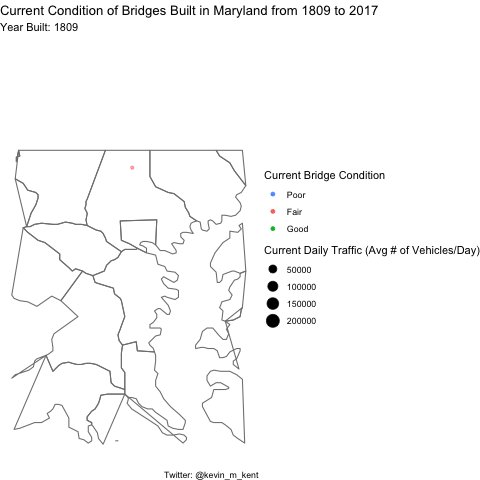 Current Condition of Bridges Built in Maryland from 1809 to 2017
Year Built: 1809
Current Bridge Condition
Poor
Fair
Good
Current Daily Traffic (Avg # of Vehicles/Day)
50000
100000
150000
200000
Twitter: @kevin_m_kent